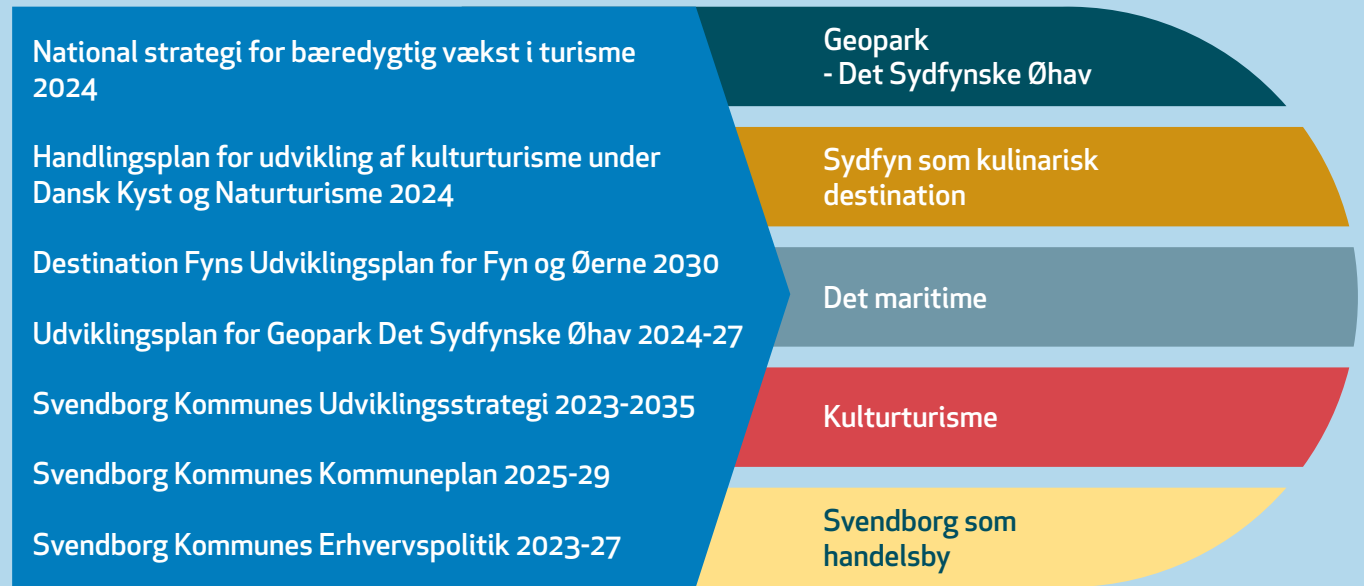 National strategi for bæredygtig vækst i turisme
2024
Handlingsplan for udvikling af kulturturisme under
Dansk Kyst og Naturturisme 2024
Destination Fyns Udviklingsplan for Fyn og Øerne 2030
Udviklingsplan for Geopark Det Sydfynske Øhav 2024-27
Svendborg Kommunes Udviklingsstrategi 2023-2035
Svendborg Kommunes Kommuneplan 2025-29
Svendborg Kommunes Erhvervspolitik 2023-27
Geopark
- Det Sydfynske Øhav
Sydfyn som kulinarisk
destination
Det maritime
Kulturturisme
Svendborg som
handelsby